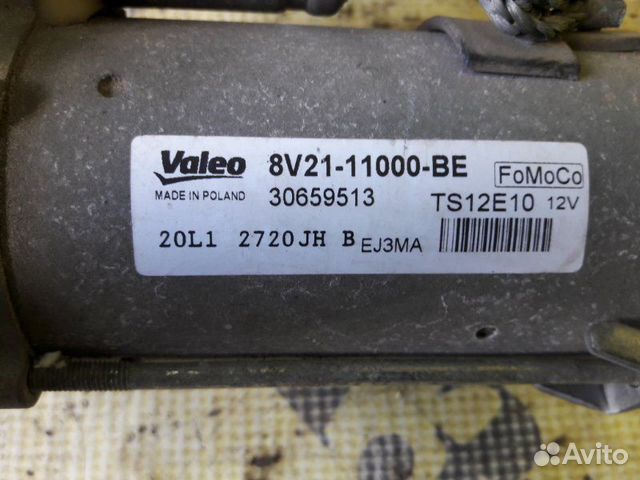 Valeo 8V21-11000-BE FoMoCo
MADE IN POLAND 30659513 TS12E10 12V
20L1 2720JH B EJ3MA
Avito